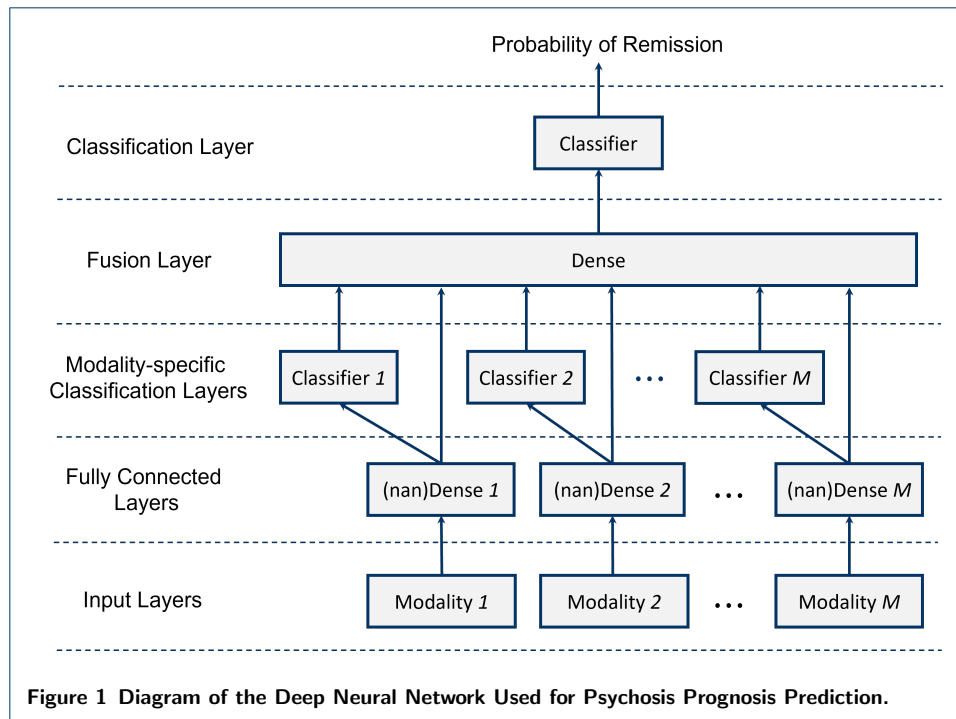 Probability of Remission
Classification Layer
Classifier
Fusion Layer
Dense
Modality-specific
Classification Layers
Classifier 1
Classifier 2
...
Classifier M
Fully Connected
Layers
(nan)Dense 1
(nan)Dense 2
...
(nan)Dense M
Input Layers
Modality 1
Modality 2
...
Modality M
Figure 1 Diagram of the Deep Neural Network Used for Psychosis Prognosis Prediction.